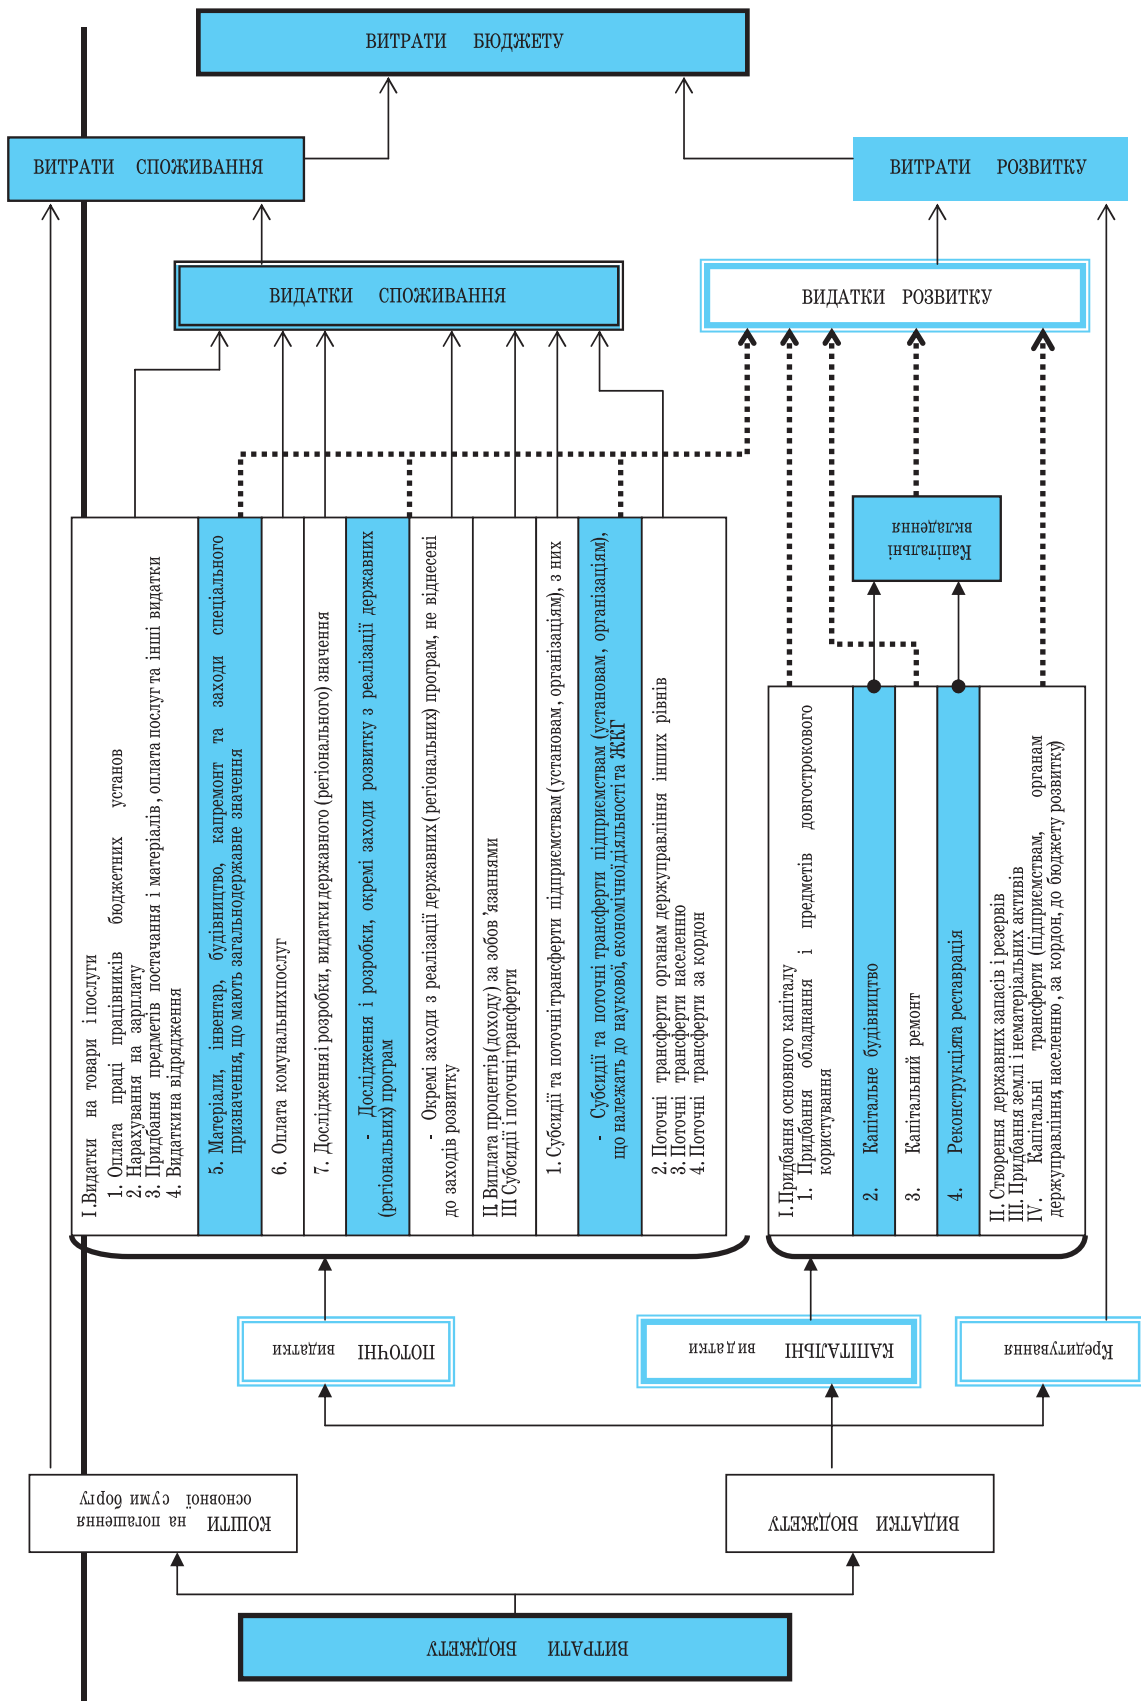 ВИТРАТИ БЮДЖЕТУ
ВИТРАТИ СПОЖИВАННЯ
ВИТРАТИ РОЗВИТКУ
ВИДАТКИ СПОЖИВАННЯ
ВИДАТКИ РОЗВИТКУ
Капітальні
вкладення
І.Видатки на товари і послуги
1. Оплата праці працівників бюджетних установ
2. Нарахування на зарплату
3. Придбання предметів постачання і матеріалів, оплата послуг та інші видатки
4. Видатки на відрядження
5. Матеріали, інвентар, будівництво, капремонт та заходи спеціального
призначення, що мають загальнодержавне значення
6. Оплата комунальних послуг
7. Дослідження і розробки, видатки державного (регіонального) значення
- Дослідження і розробки, окремі заходи розвитку з реалізації державних
(регіональних) програм
- Окремі заходи з реалізації державних (регіональних) програм, не віднесені
до заходів розвитку
ІІ. Виплата процентів (доходу) за зобов'язаннями
ІІІ Субсидії і поточні трансферти
1. Субсидії та поточні трансферти підприємствам (установам, організаціям), з них
- Субсидії та поточні трансферти підприємствам (установам, організаціям),
що належать до наукової, економічної діяльності та ЖКГ
2. Поточні трансферти органам держуправління інших рівнів
3. Поточні трансферти населенню
4. Поточні трансферти за кордон
І.Придбання основного капіталу
1. Придбання обладнання і предметів довгострокового
користування
2. Капітальне будівництво
3. Капітальний ремонт
4. Реконструкція та реставрація
ІІ. Створення державних запасів і резервів
ІІІ. Придбання землі і нематеріальних активів
IV. Капітальні трансферти (підприємствам, органам
держуправління, населенню, за кордон, до бюджету розвитку)
ПОТОЧНІ видатки
КАПІТАЛЬНІ видатки
Кредитування
КОШТИ на погашення
основної суми боргу
ВИДАТКИ БЮДЖЕТУ
ВИТРАТИ БЮДЖЕТУ